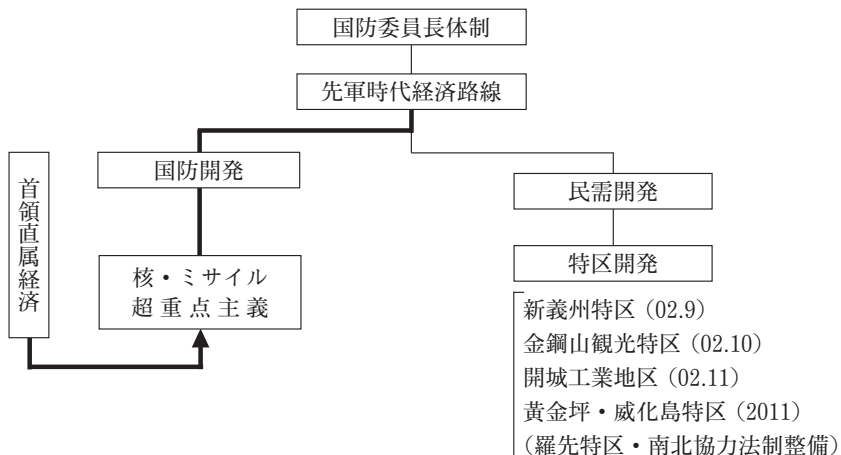 国防委員長体制
先軍時代経済路線
国防開発
首領直属経済
民需開発
特区開発
核・ミサイル
超重点主義
新義州特区(02.9)
金鋼山観光特区(02.10)
開城工業地区(02.11)
黄金坪・威化島特区(2011)
(羅先特区・南北協力法制整備)